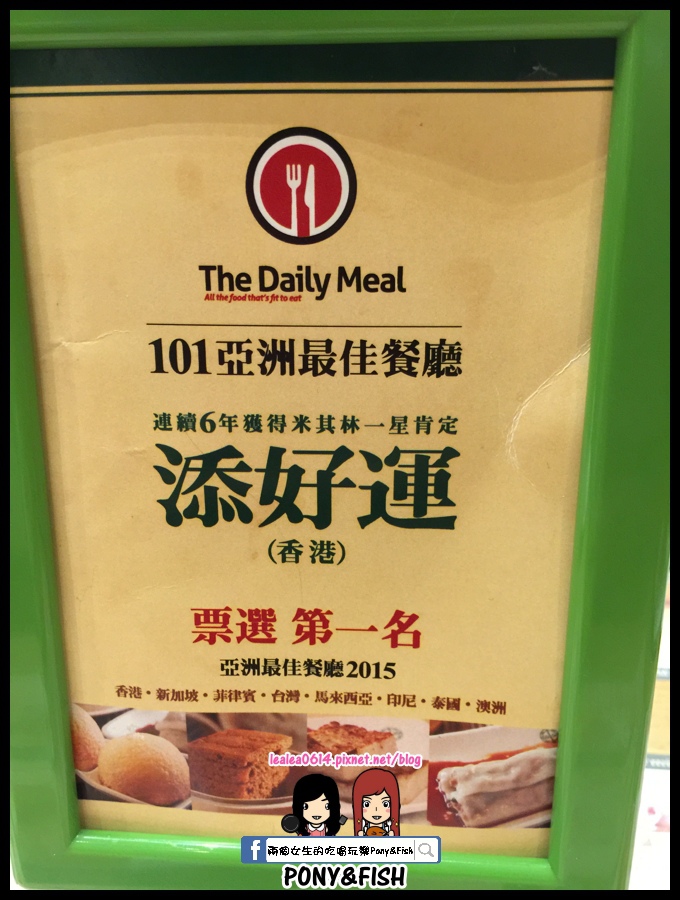 The Daily Meal
All the food that's fit to eat
101亞洲最佳餐廳
連續6年獲得米其林一星肯定
添好運
(香港)
票選 第一名
亞洲最佳餐廳2015
香港・新加坡・菲律賓・台灣・馬來西亞・印尼・泰國・澳洲
lealea0614.pixnet.net/blog
f 兩個女生的吃喝玩樂Pony&Fish
PONY&FISH